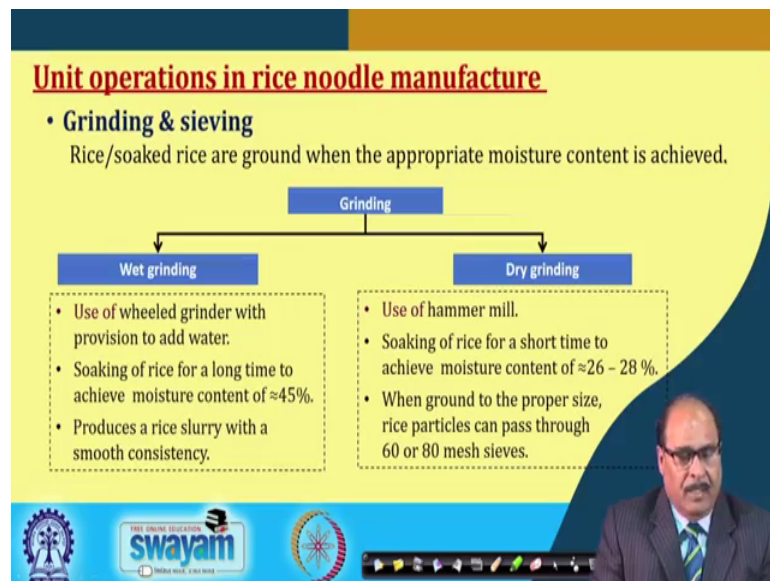 Unit operations in rice noodle manufacture
• Grinding & sieving
Rice/soaked rice are ground when the appropriate moisture content is achieved.
Grinding
Wet grinding
• Use of wheeled grinder with
provision to add water.
• Soaking of rice for a long time to
achieve moisture content of ≈45%.
• Produces a rice slurry with a
smooth consistency.
Dry grinding
• Use of hammer mill.
• Soaking of rice for a short time to
achieve moisture content of ≈26 – 28 %.
• When ground to the proper size,
rice particles can pass through
60 or 80 mesh sieves.
FREE ONLINE EDUCATION
swayam